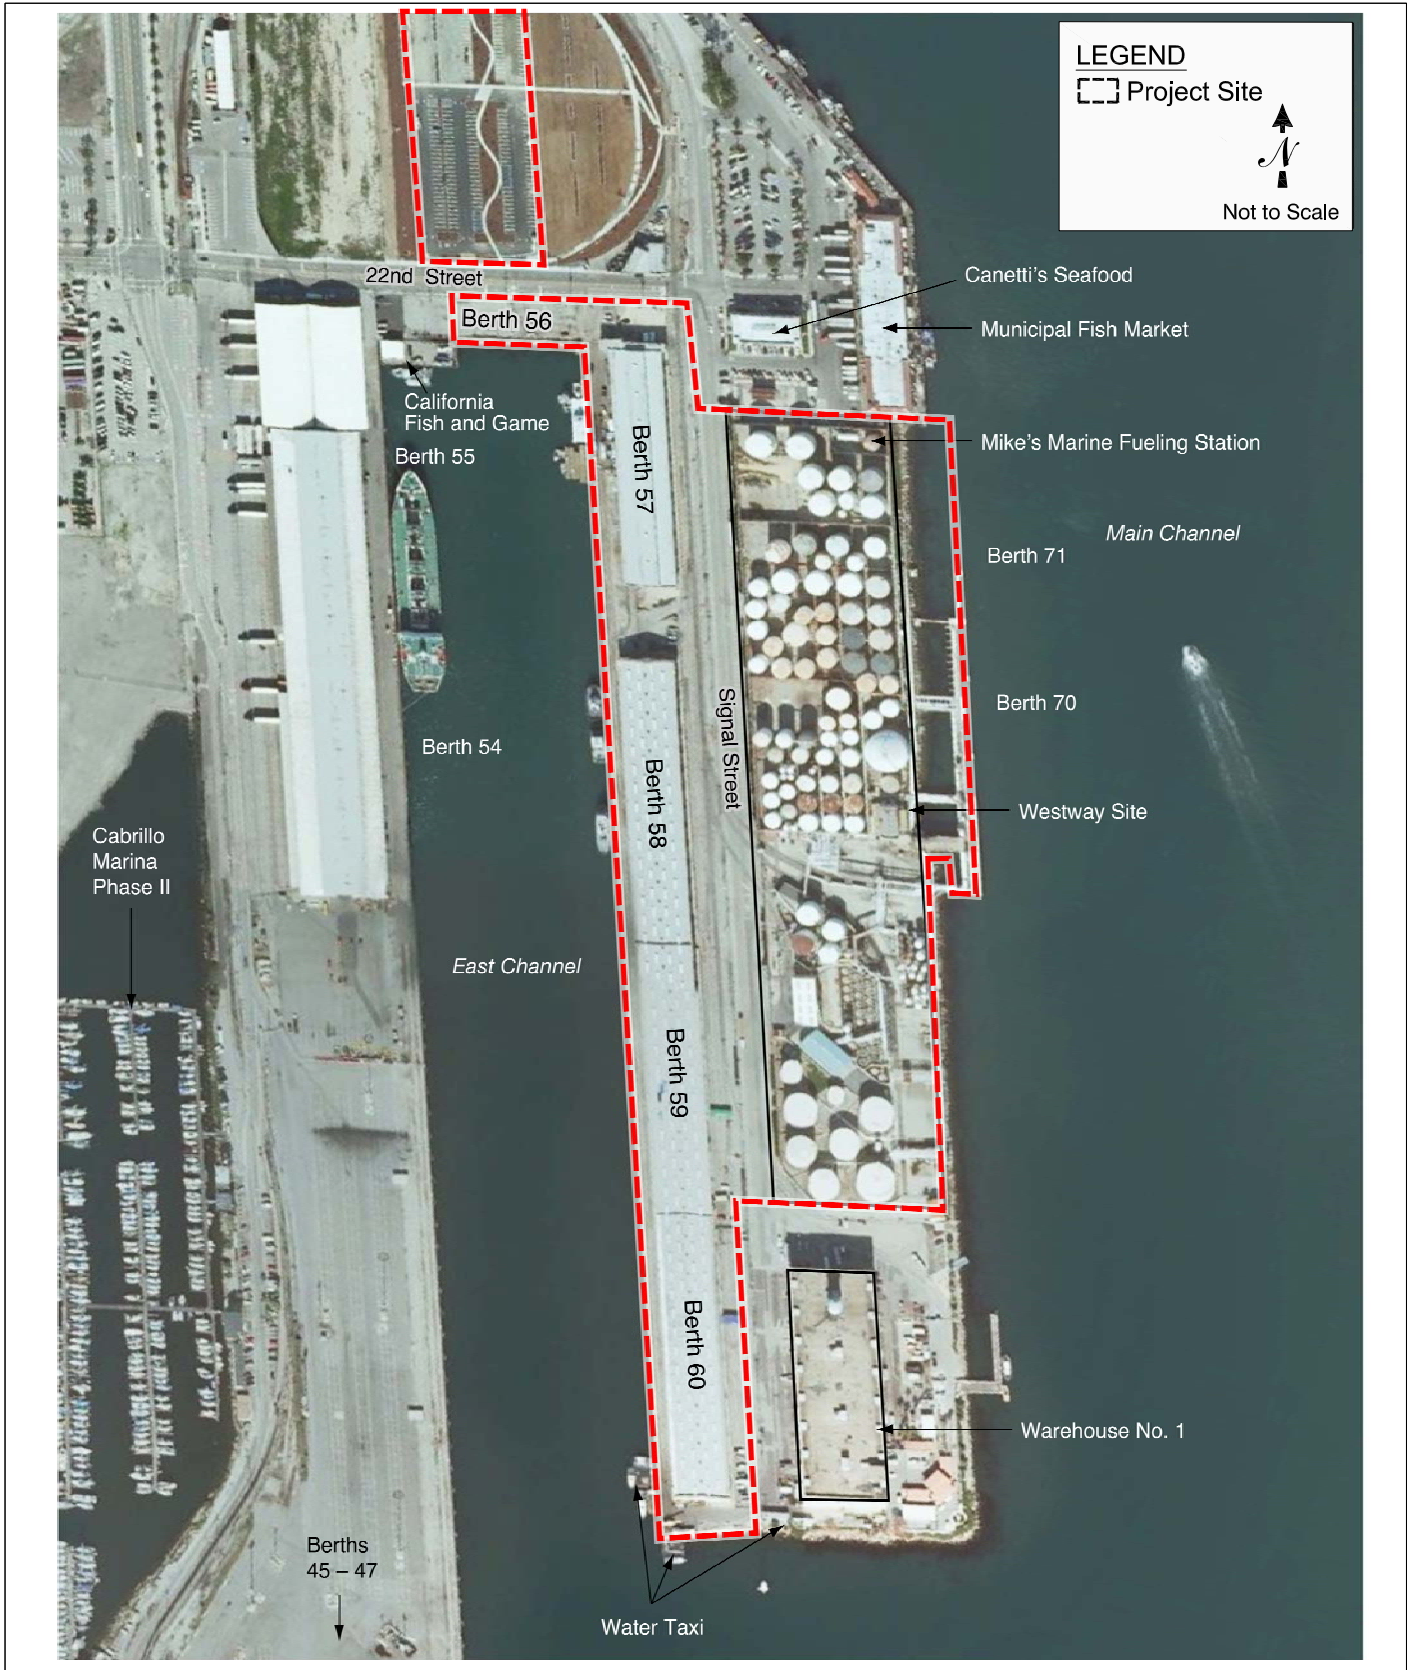 LEGEND
Project Site
N
Not to Scale
22nd Street
Canetti's Seafood
Berth 56
Municipal Fish Market
California
Fish and Game
Mike's Marine Fueling Station
Berth 55
Berth 57
Main Channel
Berth 71
Signal Street
Berth 70
Berth 54
Berth 58
Westway Site
Cabrillo
Marina
Phase II
East Channel
Berth 59
Berth 60
Warehouse No. 1
Berths
45 – 47
Water Taxi